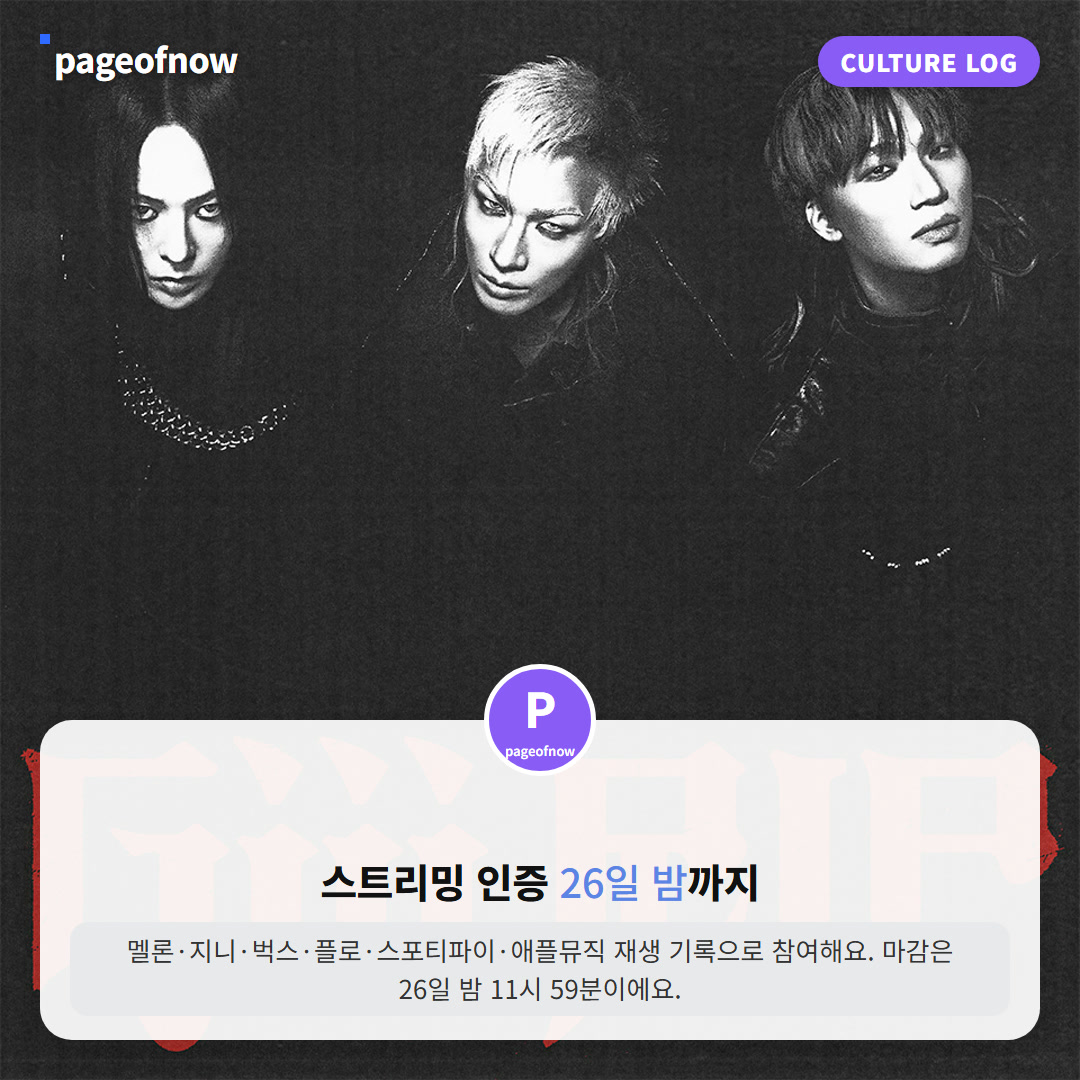 pageofnow
CULTURE LOG
P
pageofnow
스트리밍 인증 26일 밤까지
멜론·지니·벅스·플로·스포티파이·애플뮤직 재생 기록으로 참여해요. 마감은
26일 밤 11시 59분이에요.